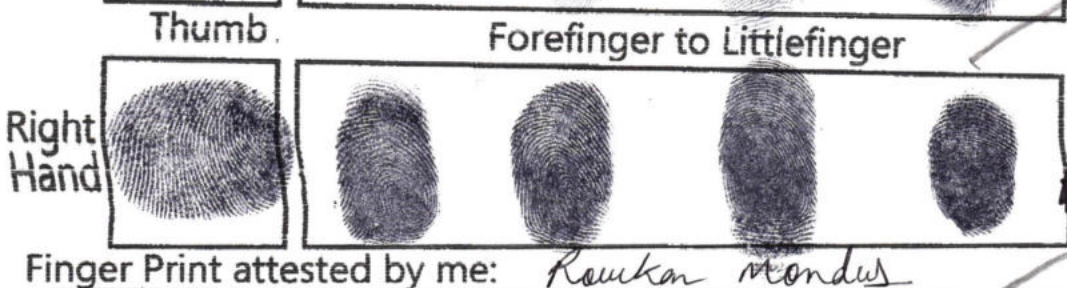 Thumb
Forefinger to Littlefinger
Right
Hand
Finger Print attested by me: